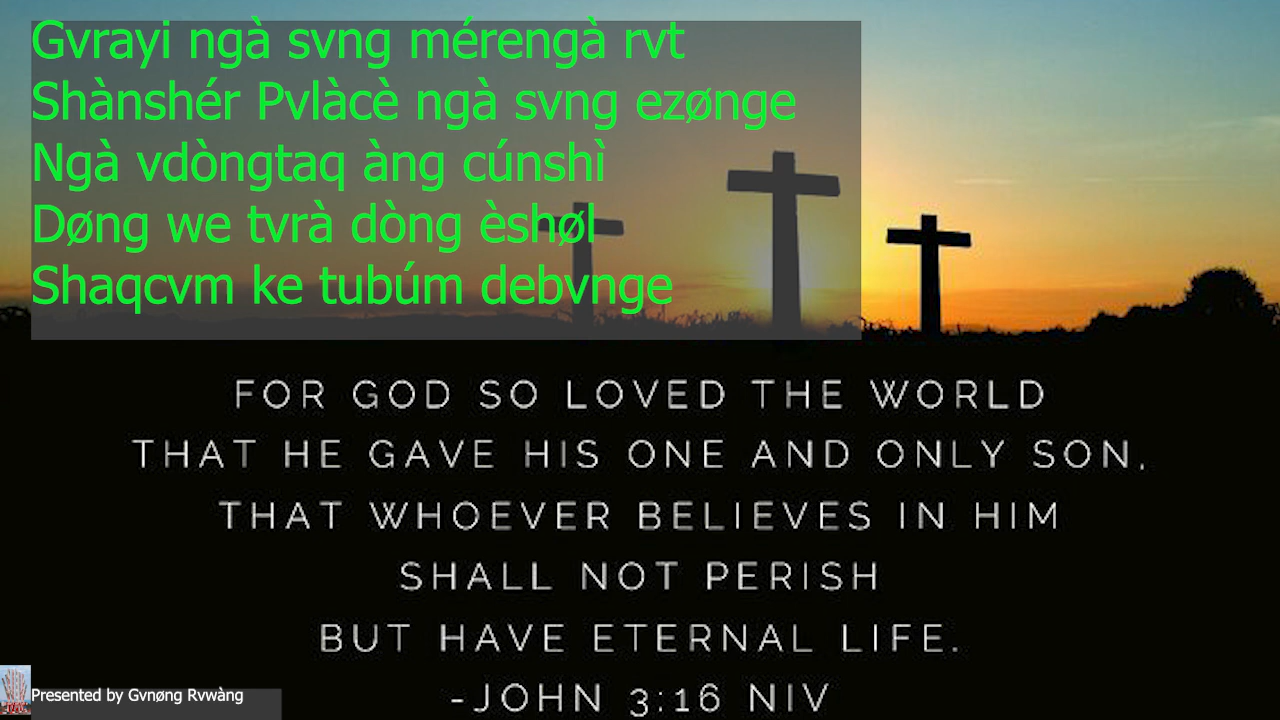 Gvrayi ngà svng mérengà rvt
Shànshér Pvlàcè ngà svng ezønge
Ngà vdòngtaq àng cúnshì
Døng we tvrà dòng èshøl
Shaqcvm ke tubúm debvnge
FOR GOD SO LOVED THE WORLD
THAT HE GAVE HIS ONE AND ONLY SON,
THAT WHOEVER BELIEVES IN HIM
SHALL NOT PERISH
BUT HAVE ETERNAL LIFE.
-JOHN 3:16 NIV
Presented by Gvnøng Rvwàng